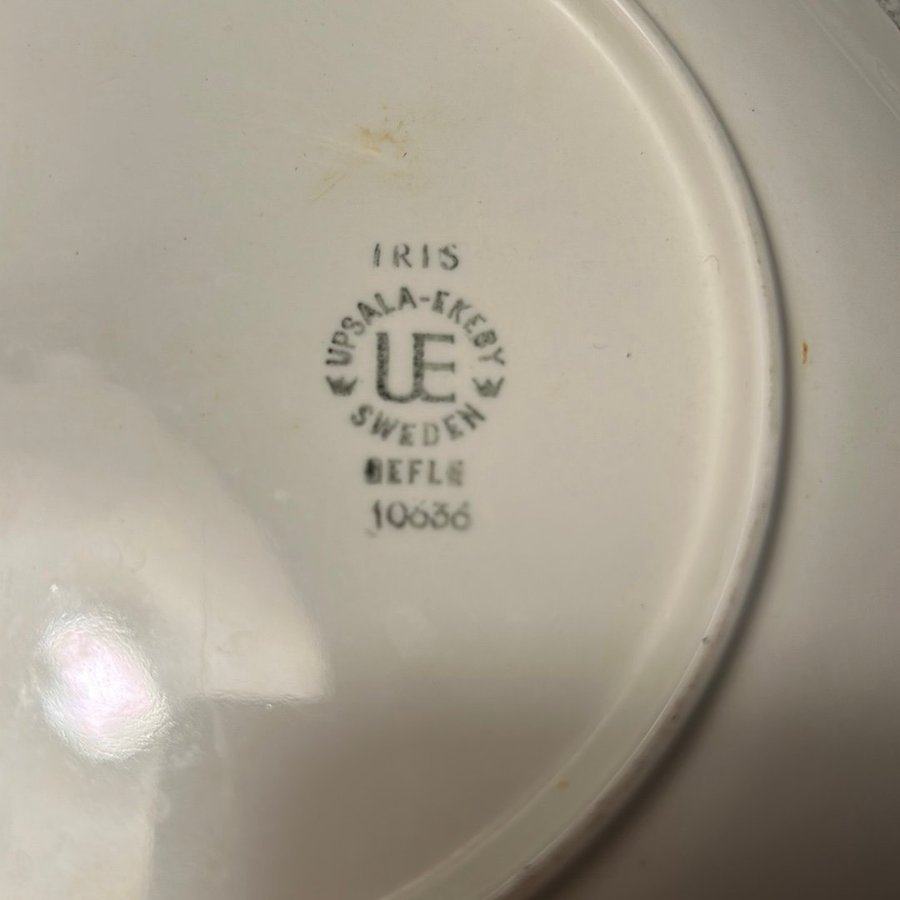 IRIS
UPSALA-EKEBY
UE
SWEDEN
GEFLE
10636